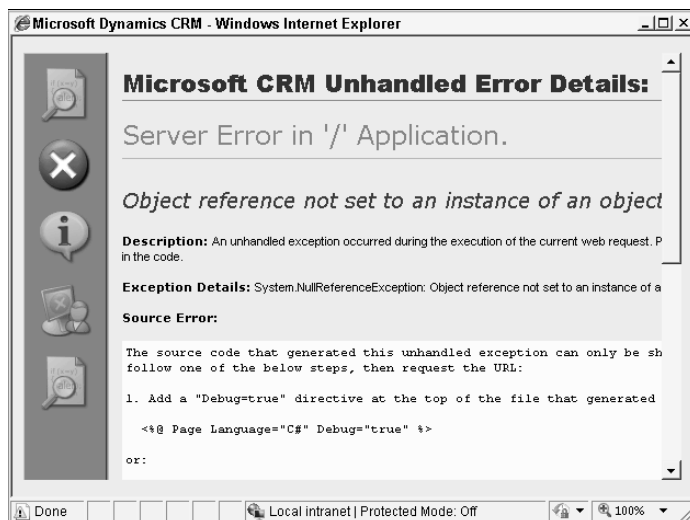 Microsoft Dynamics CRM - Windows Internet Explorer
Microsoft CRM Unhandled Error Details:
Server Error in '/' Application.
Object reference not set to an instance of an object
Description: An unhandled exception occurred during the execution of the current web request. P
in the code.
Exception Details: System.NullReferenceException: Object reference not set to an instance of a
Source Error:
The source code that generated this unhandled exception can only be sh
follow one of the below steps, then request the URL:
1. Add a "Debug=true" directive at the top of the file that generated
<%@ Page Language="C#" Debug="true" %>
or:
Done Local intranet | Protected Mode: Off 100%